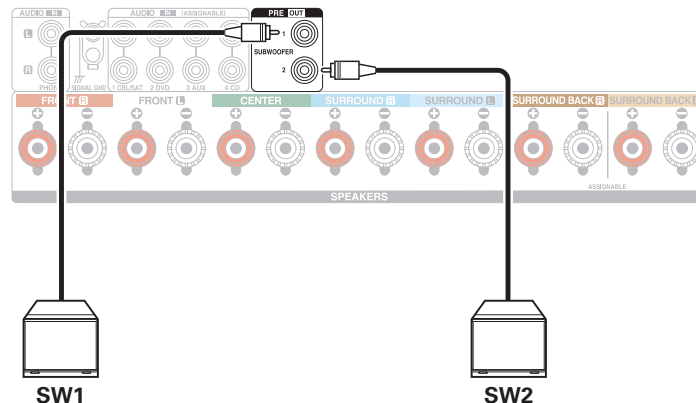 AUDIO IN
AUDIO IN (ASSIGNABLE)
PRE OUT
L
1
SUBWOOFER
R
2
PHONO
SIGNAL GND
1 CBL/SAT
2 DVD
3 AUX
4 CD
FRONT R
FRONT L
CENTER
SURROUND R
SURROUND L
SURROUND BACK R
SURROUND BACK
ASSIGNABLE
SPEAKERS
SW1
SW2